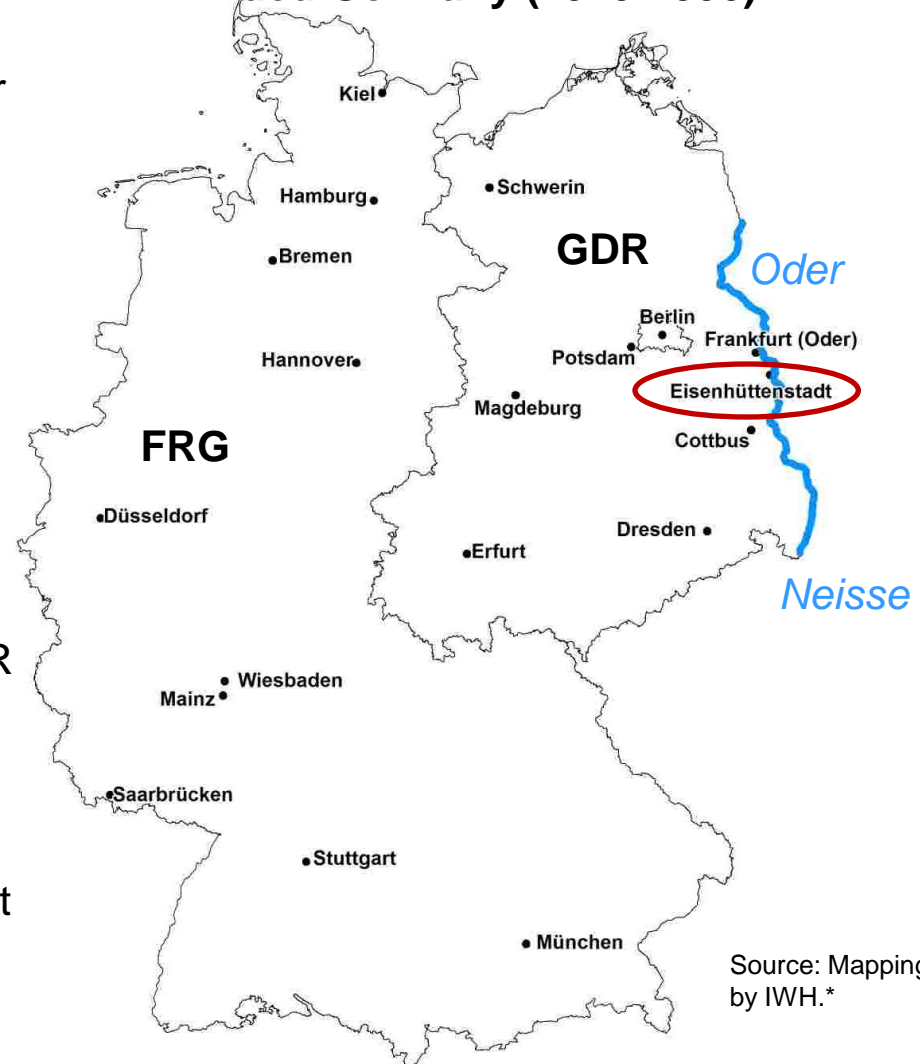 Germany
Kiel
Schwerin
Hamburg
GDR
Bremen
Oder
Berlin
Frankfurt (Oder)
Hannover
Potsdam
Eisenhüttenstadt
Magdeburg
FRG
Cottbus
Düsseldorf
Dresden
Erfurt
Neisse
R
Wiesbaden
Mainz
Saarbrücken
Stuttgart
t
München
Source: Mapping
by IWH.*